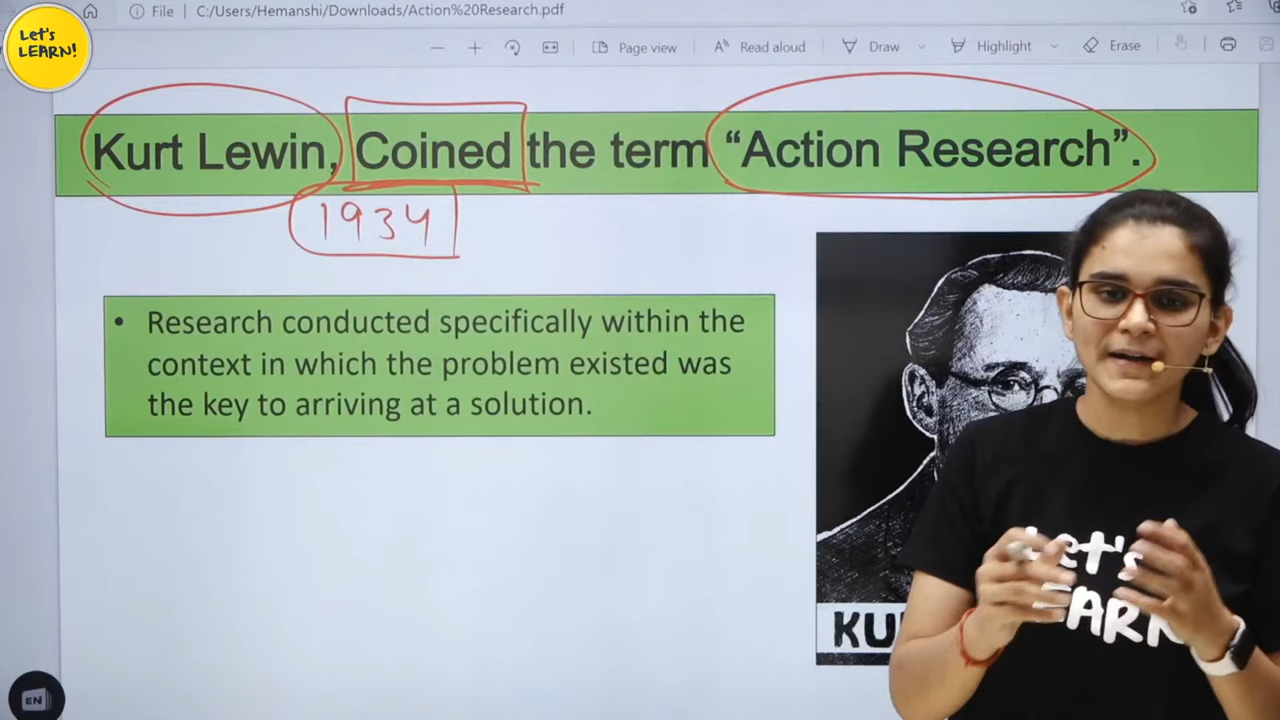 Let's
LEARN!
File | C:/Users/Hemanshi/Downloads/Action%20Research.pdf
Page view
Read aloud
Draw
Highlight
Erase
Kurt Lewin, Coined the term “Action Research”.
1934
• Research conducted specifically within the
context in which the problem existed was
the key to arriving at a solution.
Let's
LEARN
KU
EN